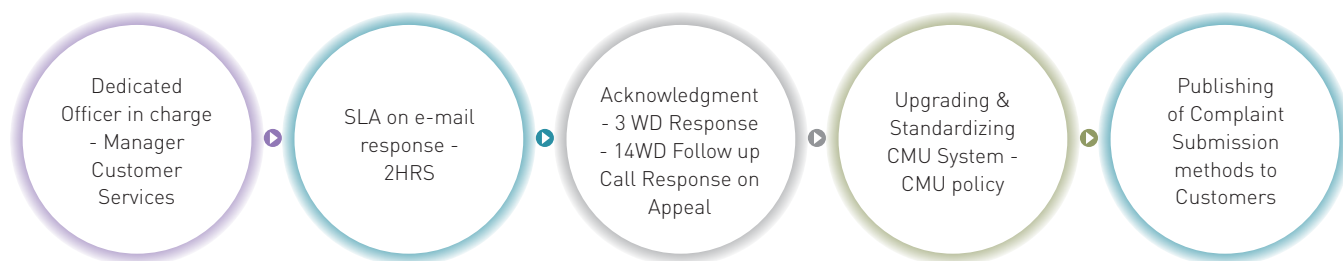 Dedicated
Officer in charge
- Manager
Customer
Services
SLA on e-mail
response -
2HRS
Acknowledgment
- 3 WD Response
- 14WD Follow up
Call Response on
Appeal
Upgrading &
Standardizing
CMU System -
CMU policy
Publishing
of Complaint
Submission
methods to
Customers